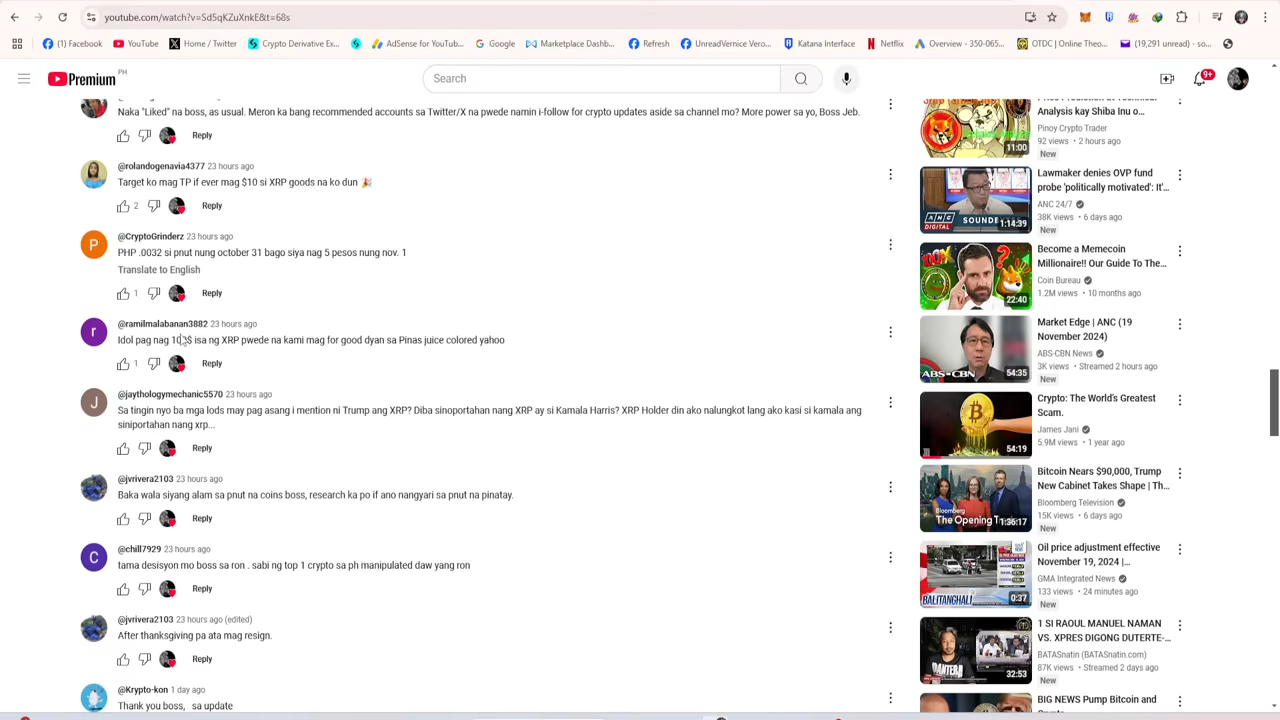 youtube.com/watch?v=Sd5qKZuXnkE&t=68s
(1) Facebook
YouTube
Home / Twitter
Crypto Derivative Ex...
AdSense for YouTub...
Google
Marketplace Dashb...
Refresh
UnreadVernice Vero...
Katana Interface
Netflix
Overview - 350-065...
OTDC | Online Theo...
(19,291 unread) - so...
Premium PH
Search
9+
Naka "Liked" na boss, as usual. Meron ka bang recommended accounts sa Twitter/X na pwede namin i-follow for crypto updates aside sa channel mo? More power sa yo, Boss Jeb.
Reply
@rolandogenavia4377 23 hours ago
Target ko mag TP if ever mag $10 si XRP goods na ko dun 🎉
2 Reply
P
@CryptoGrinderz 23 hours ago
PHP .0032 si pnut nung october 31 bago siya nag 5 pesos nung nov. 1
Translate to English
1 Reply
r
@ramilmalabanan3882 23 hours ago
Idol pag nag $ isa ng XRP pwede na kami mag for good dyan sa Pinas juice colored yahoo
1 Reply
J
@jaythologymechanic5570 23 hours ago
Sa tingin nyo ba mga lods may pag asang i mention ni Trump ang XRP? Diba sinoportahan nang XRP ay si Kamala Harris? XRP Holder din ako nalungkot lang ako kasi si kamala ang
siniportahan nang xrp...
Reply
@jvrivera2103 23 hours ago
Baka wala siyang alam sa pnut na coins boss, research ka po if ano nangyari sa pnut na pinatay.
Reply
C
@chill7929 23 hours ago
tama desisyon mo boss sa ron . sabi ng top 1 crypto sa ph manipulated daw yang ron
Reply
@jvrivera2103 23 hours ago (edited)
After thanksgiving pa ata mag resign.
Reply
@Krypto-kon 1 day ago
Thank you boss, sa update
11:00
Analysis kay Shiba Inu o...
Pinoy Crypto Trader
92 views • 2 hours ago
New
ANC
DIGITAL
SOUNDE
1:14:39
Lawmaker denies OVP fund
probe 'politically motivated': It'...
ANC 24/7
38K views • 6 days ago
New
100X
22:40
Become a Memecoin
Millionaire!! Our Guide To The...
Coin Bureau
1.2M views • 10 months ago
ABS-CBN
54:35
Market Edge | ANC (19
November 2024)
ABS-CBN News
3K views • Streamed 2 hours ago
New
54:19
Crypto: The World's Greatest
Scam.
James Jani
5.9M views • 1 year ago
Bloomberg
The Opening
1:36:17
Bitcoin Nears $90,000, Trump
New Cabinet Takes Shape | Th...
Bloomberg Television
15K views • 6 days ago
New
BALITANGHALI
0:37
Oil price adjustment effective
November 19, 2024 |...
GMA Integrated News
133 views • 24 minutes ago
New
PANTERA
32:53
1 SI RAOUL MANUEL NAMAN
VS. XPRES DIGONG DUTERTE-...
BATASnatin (BATASnatin.com)
87K views • Streamed 2 days ago
New
BIG NEWS Pump Bitcoin and